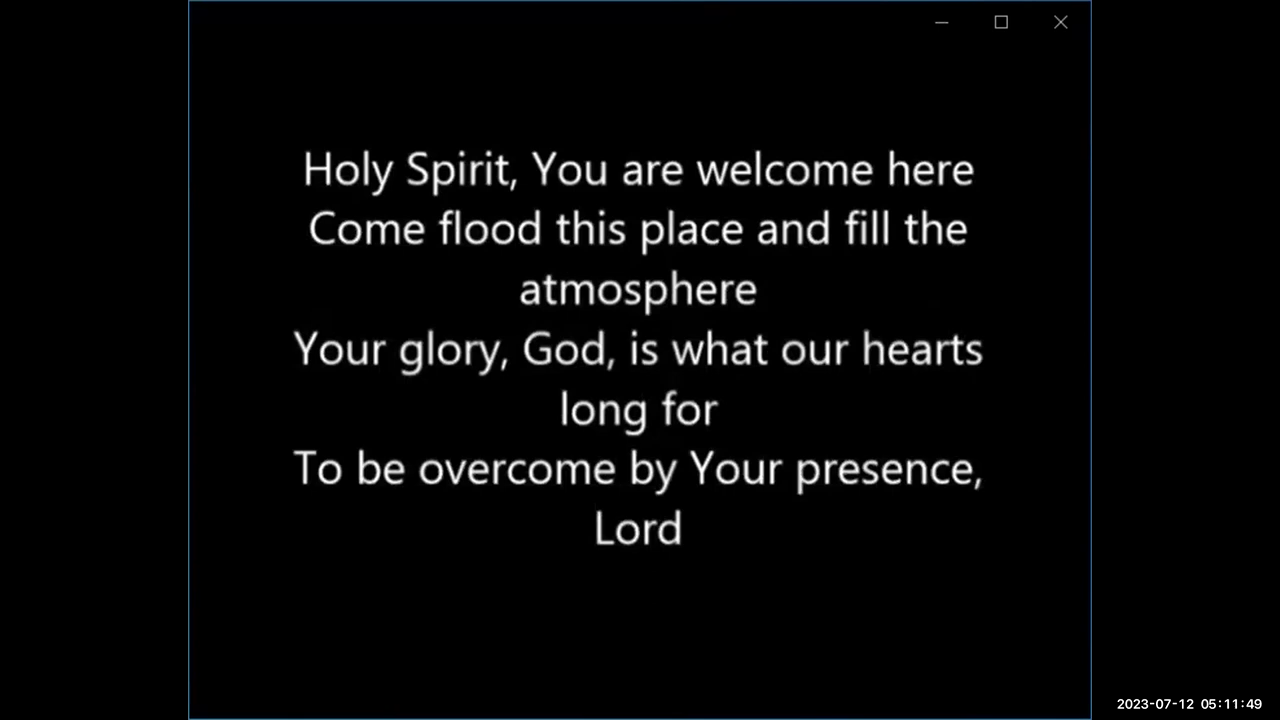 Holy Spirit, You are welcome here
Come flood this place and fill the
atmosphere
Your glory, God, is what our hearts
long for
To be overcome by Your presence,
Lord
2023-07-12 05:11:49